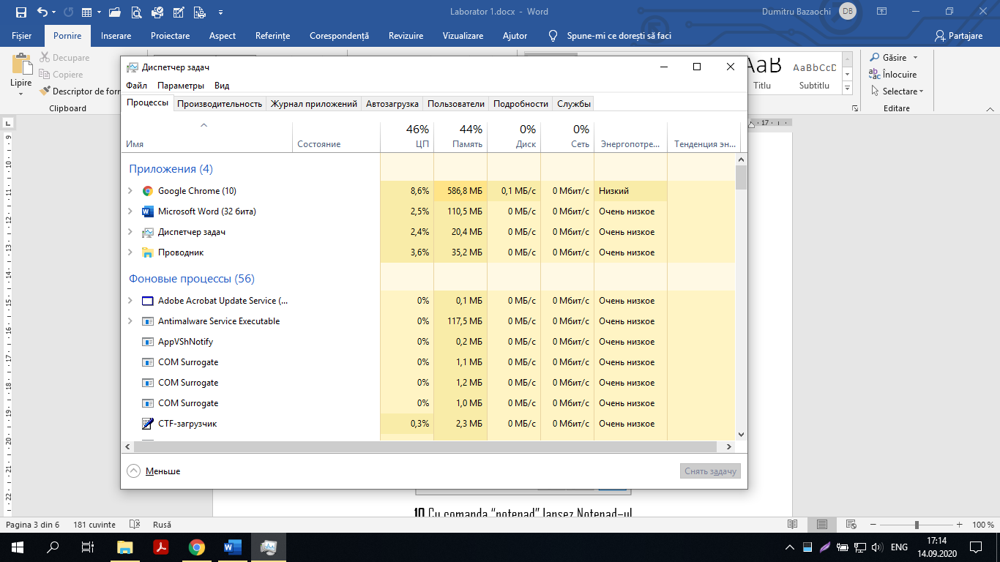 Laborator 1.docx - Word
Dumitru Bazaochi DB
Fișier Pornire Inserare Proiectare Aspect Referințe Corespondență Revizuire Vizualizare Ajutor Spune-mi ce dorești să faci Partajare
Lipire
Decupare
Copiere
Descriptor de for
Clipboard
AaB
Titlu
AaBbCcD
Subtitlu
Găsire
Înlocuire
Selectare
Editare
Диспетчер задач
Файл Параметры Вид
Процессы Производительность Журнал приложений Автозагрузка Пользователи Подробности Службы
46% 44% 0% 0%
Имя Состояние ЦП Память Диск Сеть Энергопотре... Тенденция эн...
Приложения (4)
Google Chrome (10) 8,6% 586,8 МБ 0,1 МБ/с 0 Мбит/с Низкий
Microsoft Word (32 бита) 2,5% 110,5 МБ 0 МБ/с 0 Мбит/с Очень низкое
Диспетчер задач 2,4% 20,4 МБ 0 МБ/с 0 Мбит/с Очень низкое
Проводник 3,6% 35,2 МБ 0 МБ/с 0 Мбит/с Очень низкое
Фоновые процессы (56)
Adobe Acrobat Update Service (... 0% 0,1 МБ 0 МБ/с 0 Мбит/с Очень низкое
Antimalware Service Executable 0% 117,5 МБ 0 МБ/с 0 Мбит/с Очень низкое
AppVShNotify 0% 0,2 МБ 0 МБ/с 0 Мбит/с Очень низкое
COM Surrogate 0% 1,1 МБ 0 МБ/с 0 Мбит/с Очень низкое
COM Surrogate 0% 1,2 МБ 0 МБ/с 0 Мбит/с Очень низкое
COM Surrogate 0% 1,0 МБ 0 МБ/с 0 Мбит/с Очень низкое
CTF-загрузчик 0,3% 2,3 МБ 0 МБ/с 0 Мбит/с Очень низкое
Меньше Снять задачу
10 Cu comanda “notepad” lansez Notepad-ul
Pagina 3 din 6 181 cuvinte Rusă 100 %
ENG
17:14
14.09.2020